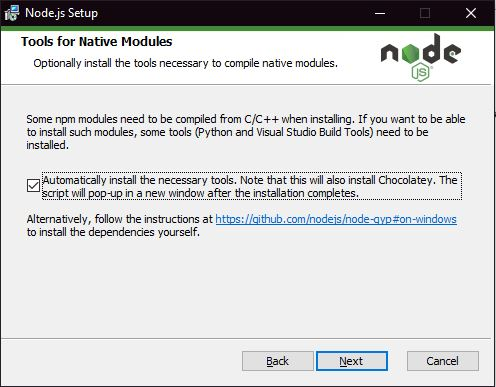 Node.js Setup
Tools for Native Modules
Optionally install the tools necessary to compile native modules.
node
JS
Some npm modules need to be compiled from C/C++ when installing. If you want to be able
to install such modules, some tools (Python and Visual Studio Build Tools) need to be
installed.
Automatically install the necessary tools. Note that this will also install Chocolatey. The
script will pop-up in a new window after the installation completes.
Alternatively, follow the instructions at https://github.com/nodejs/node-gyp#on-windows
to install the dependencies yourself.
Back
Next
Cancel